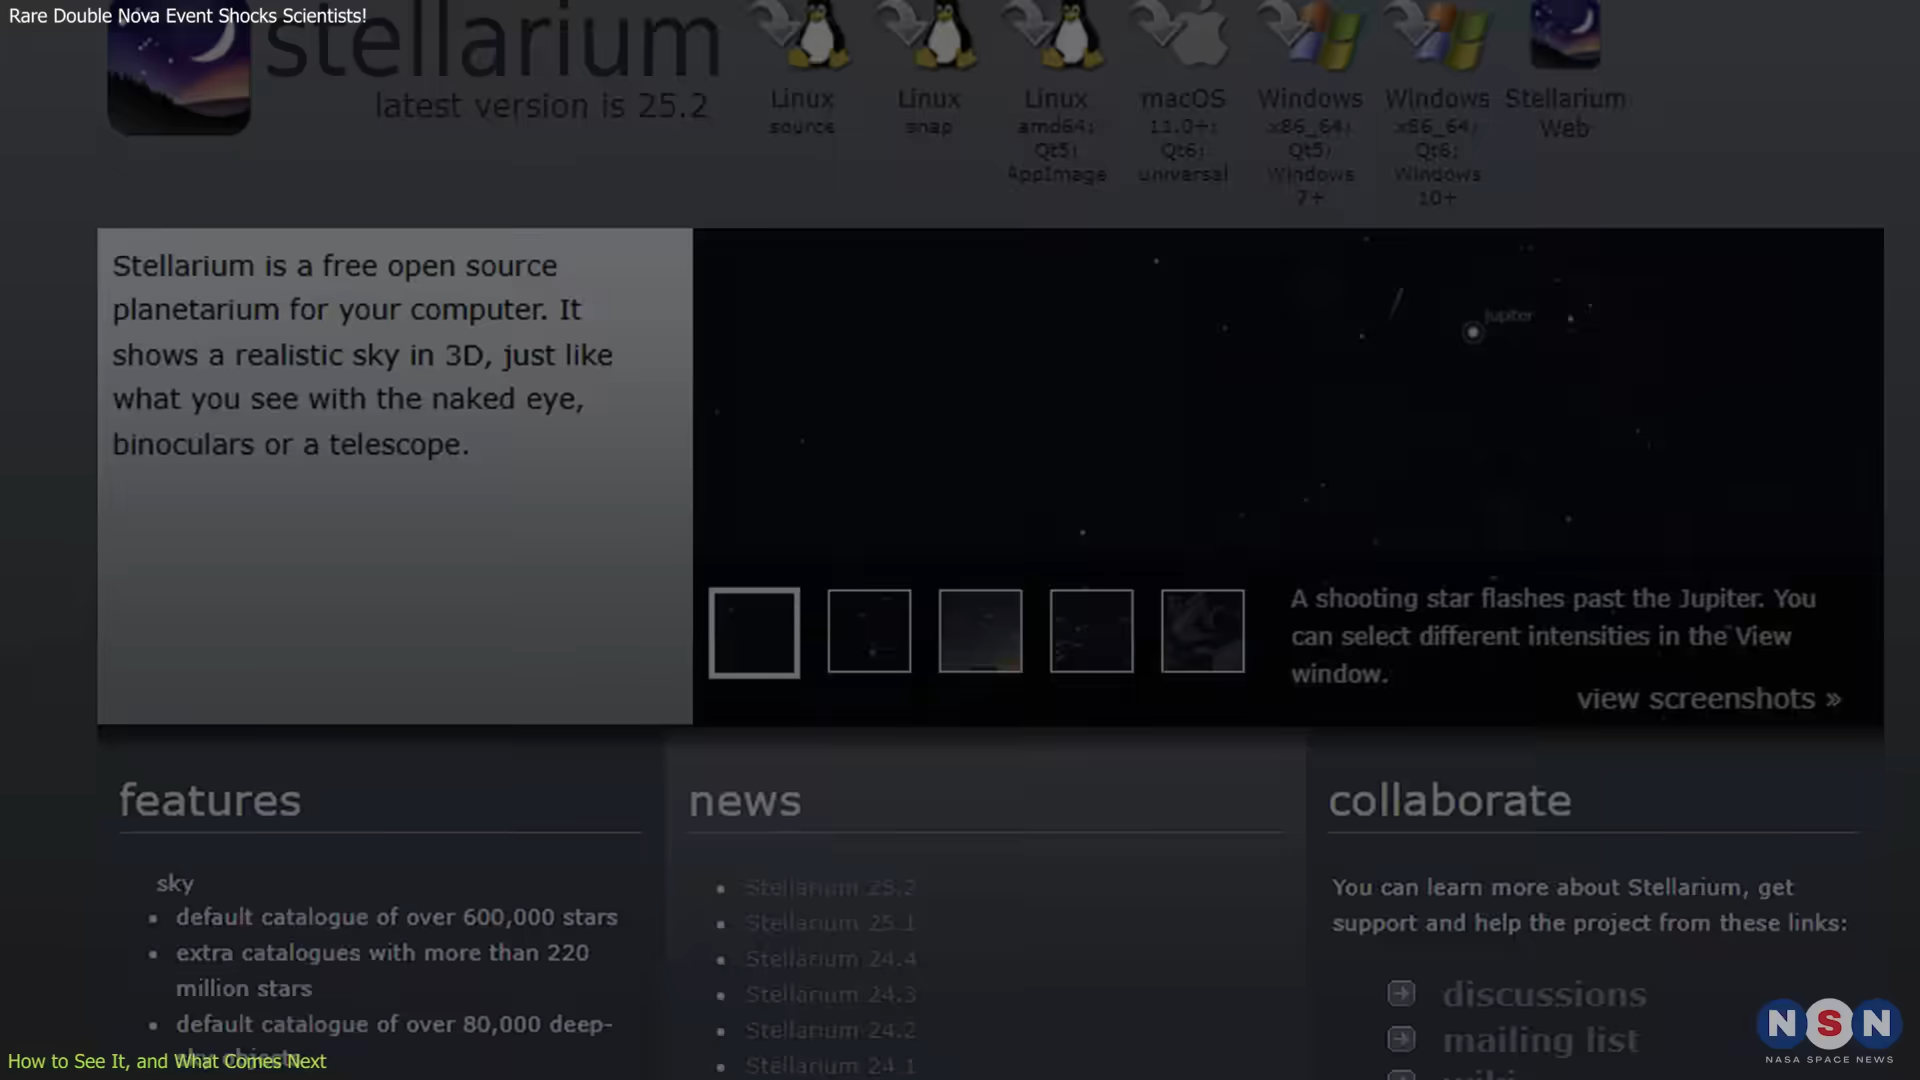 Rare Double Nova Event Shocks Scientists!
stellarium
latest version is 25.2
Linux
source
Linux
snap
Linux
amd64;
Qt5;
AppImage
macOS
11.0+;
Qt6;
universal
Windows
x86_64;
Qt5;
Windows
7+
Windows
x86_64;
Qt6;
Windows
10+
Stellarium
Web
Stellarium is a free open source
planetarium for your computer. It
shows a realistic sky in 3D, just like
what you see with the naked eye,
binoculars or a telescope.
Jupiter
A shooting star flashes past the Jupiter. You
can select different intensities in the View
window.
view screenshots »
features
sky
default catalogue of over 600,000 stars
extra catalogues with more than 220
million stars
default catalogue of over 80,000 deep-
sky objects
news
Stellarium 25.2
Stellarium 25.1
Stellarium 24.4
Stellarium 24.3
Stellarium 24.2
Stellarium 24.1
collaborate
You can learn more about Stellarium, get
support and help the project from these links:
discussions
mailing list
How to See It, and What Comes Next
NSN
NASA SPACE NEWS